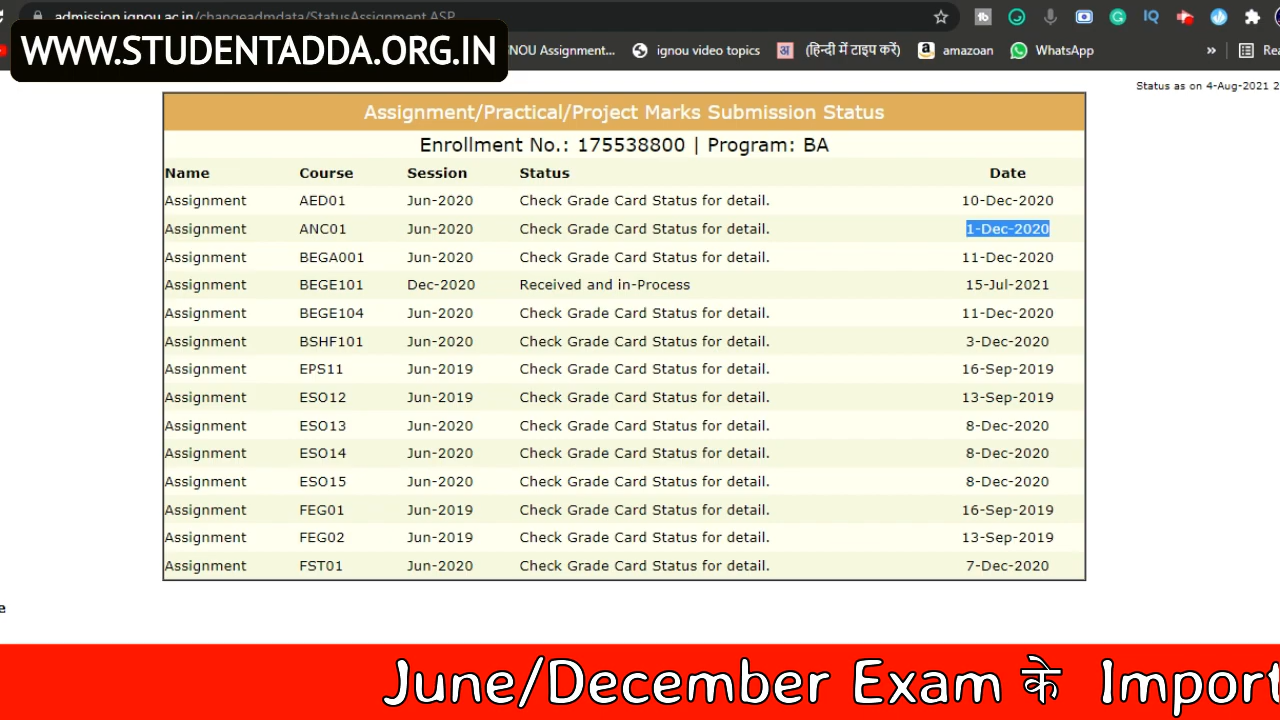 admission.ignou.ac.in/changeadmdata/StatusAssignment.ASP
WWW.STUDENTADDA.ORG.IN
NOU Assignment... ignou video topics अ (हिन्दी में टाइप करें) a amazoan WhatsApp » Rea
Status as on 4-Aug-2021 2
Assignment/Practical/Project Marks Submission Status
Enrollment No.: 175538800 | Program: BA
Name Course Session Status Date
Assignment AED01 Jun-2020 Check Grade Card Status for detail. 10-Dec-2020
Assignment ANC01 Jun-2020 Check Grade Card Status for detail. 1-Dec-2020
Assignment BEGA001 Jun-2020 Check Grade Card Status for detail. 11-Dec-2020
Assignment BEGE101 Dec-2020 Received and in-Process 15-Jul-2021
Assignment BEGE104 Jun-2020 Check Grade Card Status for detail. 11-Dec-2020
Assignment BSHF101 Jun-2020 Check Grade Card Status for detail. 3-Dec-2020
Assignment EPS11 Jun-2019 Check Grade Card Status for detail. 16-Sep-2019
Assignment ESO12 Jun-2019 Check Grade Card Status for detail. 13-Sep-2019
Assignment ESO13 Jun-2020 Check Grade Card Status for detail. 8-Dec-2020
Assignment ESO14 Jun-2020 Check Grade Card Status for detail. 8-Dec-2020
Assignment ESO15 Jun-2020 Check Grade Card Status for detail. 8-Dec-2020
Assignment FEG01 Jun-2019 Check Grade Card Status for detail. 16-Sep-2019
Assignment FEG02 Jun-2019 Check Grade Card Status for detail. 13-Sep-2019
Assignment FST01 Jun-2020 Check Grade Card Status for detail. 7-Dec-2020
e
June/December Exam के Import